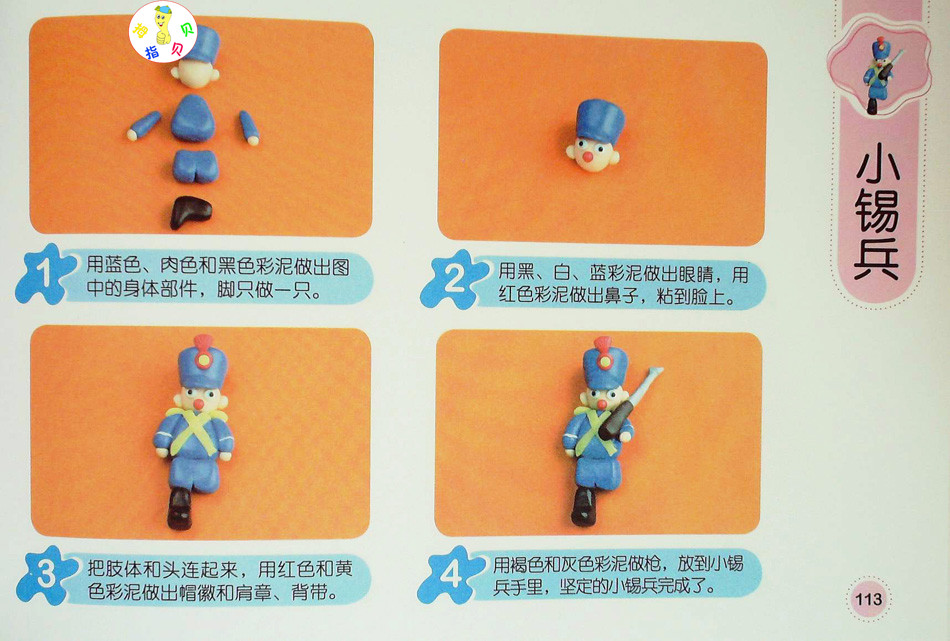 古指贝贝
1
用蓝色、肉色和黑色彩泥做出图
中的身体部件，脚只做一只。
2
用黑、白、蓝彩泥做出眼睛，用
红色彩泥做出鼻子，粘到脸上。
3
把肢体和头连起来，用红色和黄
色彩泥做出帽徽和肩章、背带。
4
用褐色和灰色彩泥做枪，放到小锡
兵手里，坚定的小锡兵完成了。
小锡兵
113